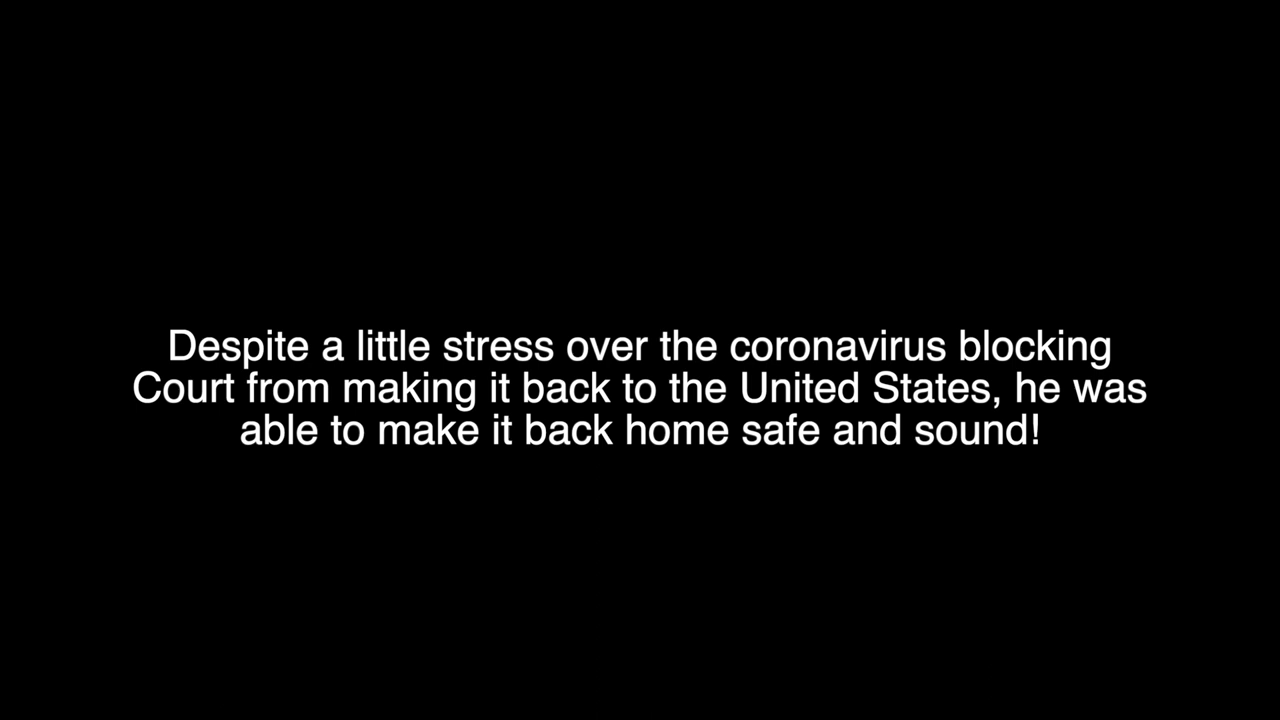 Despite a little stress over the coronavirus blocking
Court from making it back to the United States, he was
able to make it back home safe and sound!